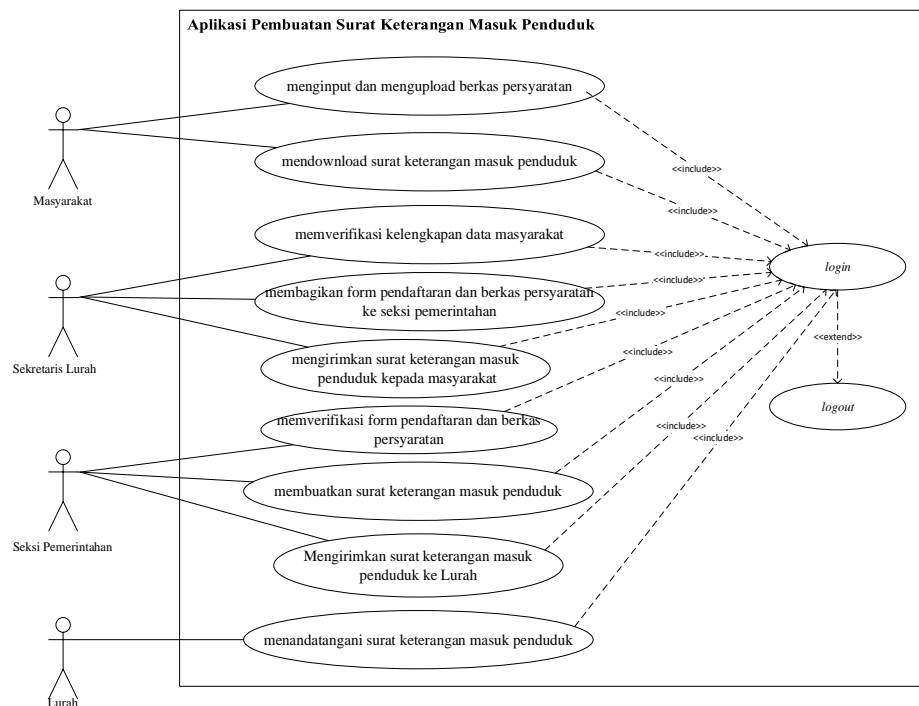 Aplikasi Pembuatan Surat Keterangan Masuk Penduduk
menginput dan mengupload berkas persyaratan
mendownload surat keterangan masuk penduduk
<<include>>
Masyarakat
<<include>>
memverifikasi kelengkapan data masyarakat
<<include>>
login
membagikan form pendaftaran dan berkas persyaratan
ke seksi pemerintahan
<<include>>
Sekretaris Lurah
mengirimkan surat keterangan masuk
penduduk kepada masyarakat
<<include>>
<<extend>>
<<include>>
memverifikasi form pendaftaran dan berkas
persyaratan
<<include>>
logout
<<include>>
<<include>>
membuatkan surat keterangan masuk penduduk
Seksi Pemerintahan
Mengirimkan surat keterangan masuk
penduduk ke Lurah
menandatangani surat keterangan masuk penduduk
Lurah